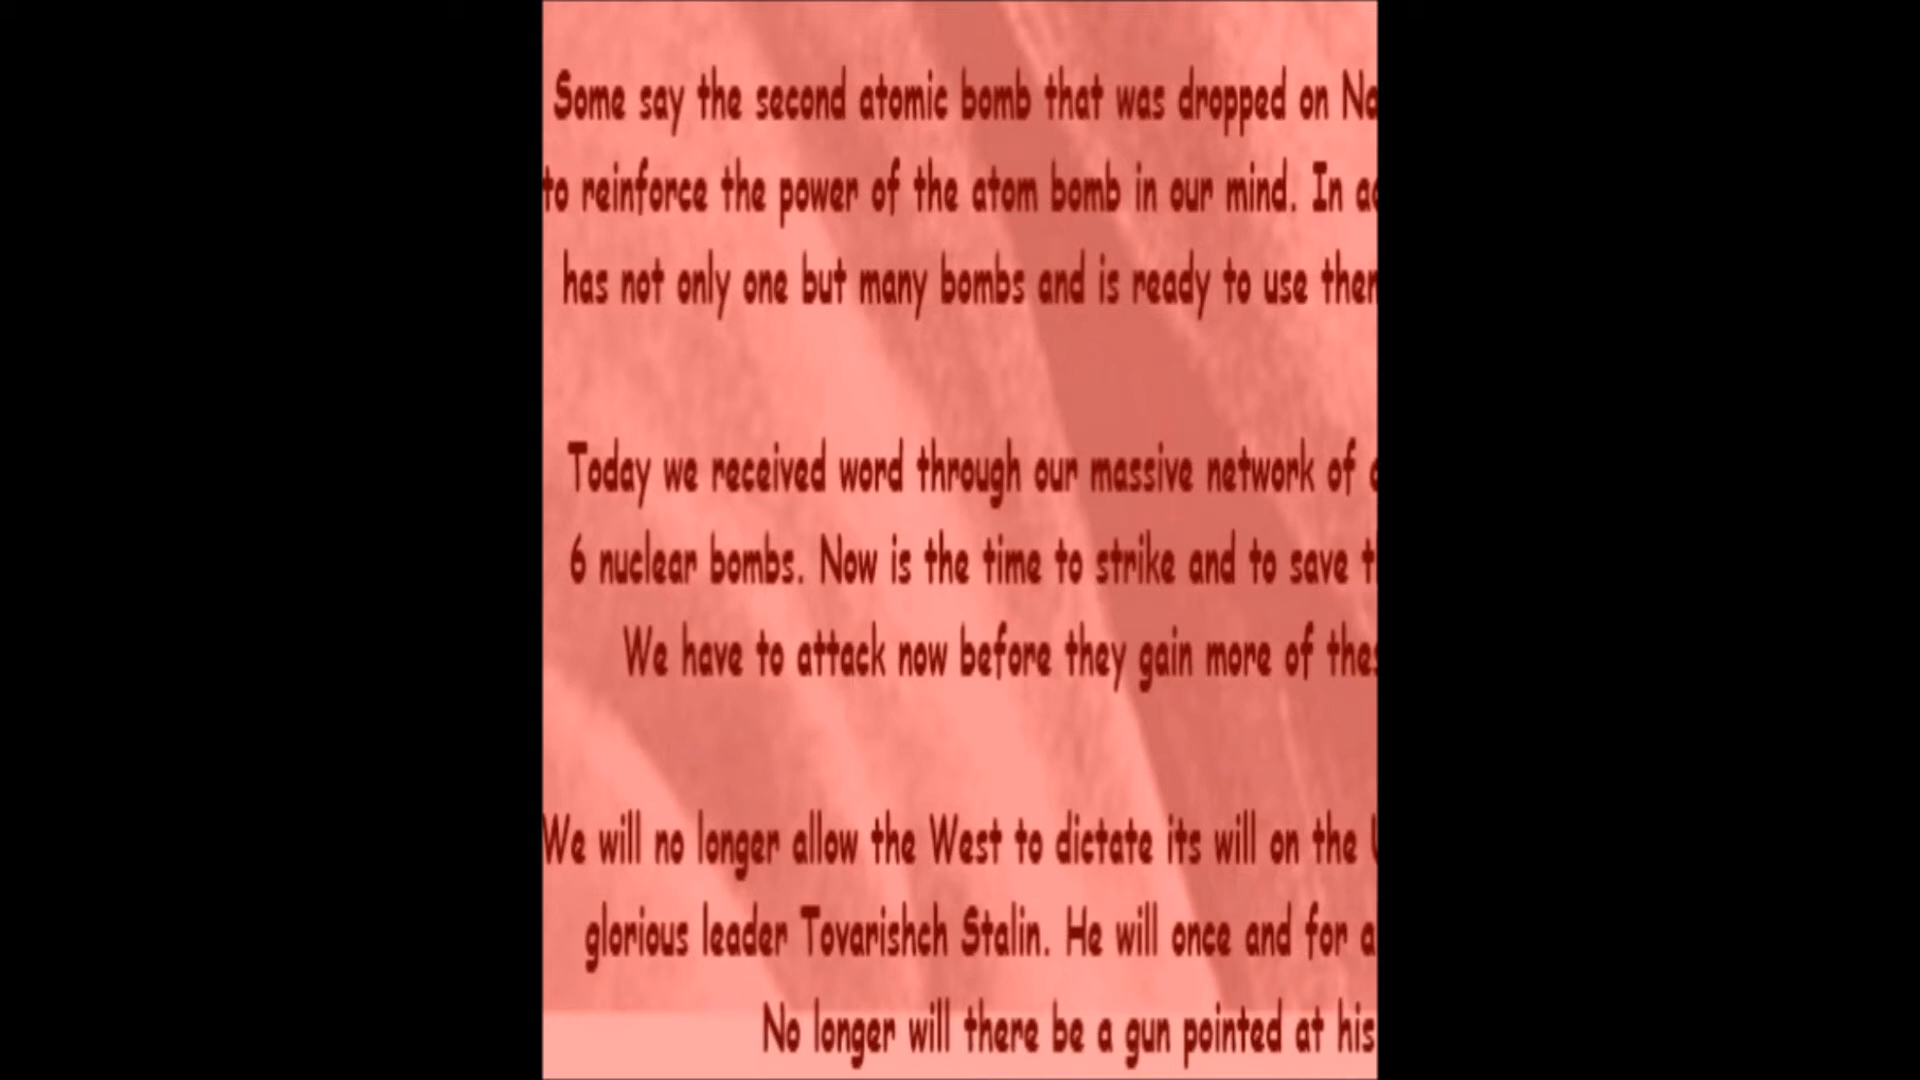 Some say the second atomic bomb that was dropped on
to reinforce the power of the atom bomb in our mind. In
has not only one but many bombs and is ready to use
Today we received word through our massive network of
6 nuclear bombs. Now is the time to strike and to save
We have to attack now before they gain more of
We will no longer allow the West to dictate its will on the
glorious leader Tovarishch Stalin. He will once and for
No longer will there be a gun pointed at his